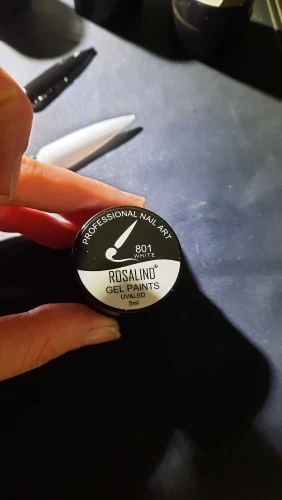 PROFESSIONAL NAIL ART
801
WHITE
ROSALIND®
GEL PAINTS
UV&LED
5ml